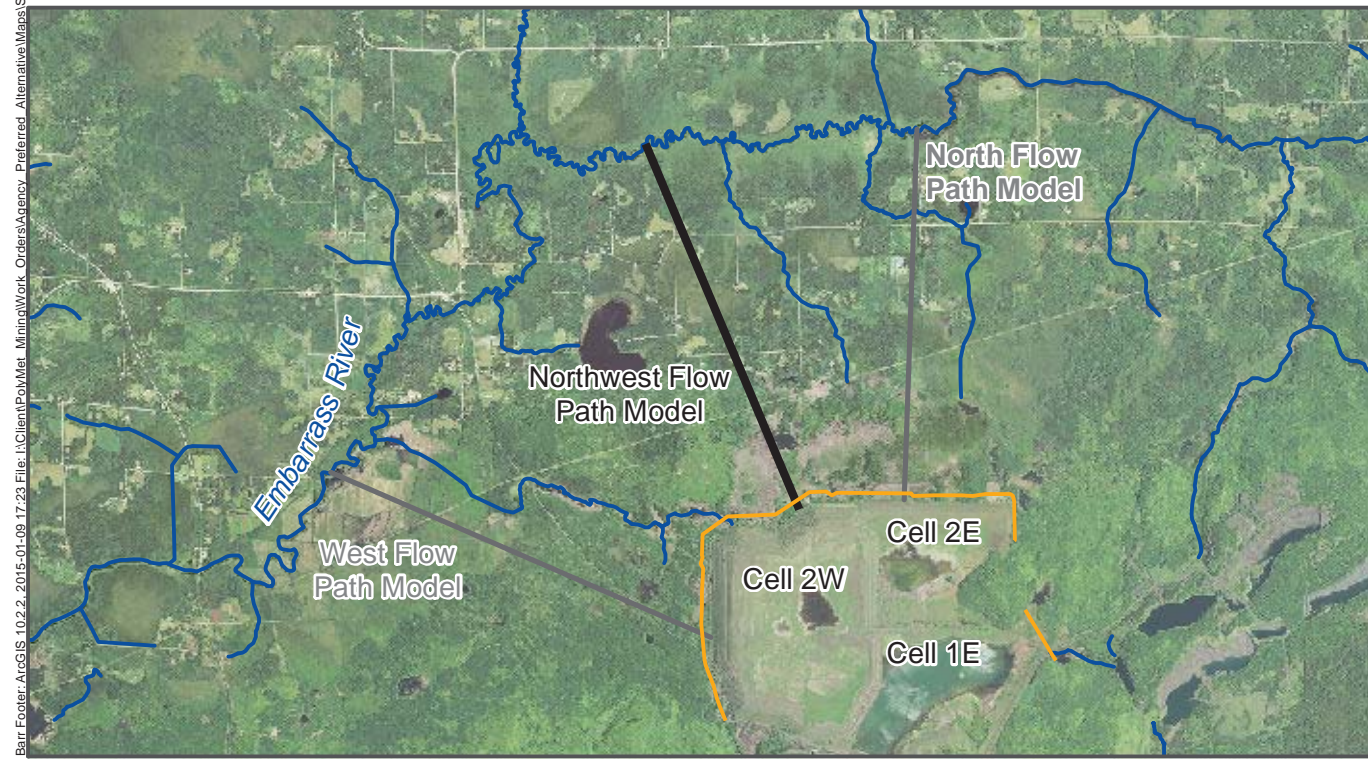 Barr Footer: ArcGIS 10.2.2, 2015-01-09 17:23 File: I:\Client\PolyMet_Mining\Work_Orders\Agency_Preferred_Alternative\Maps\S
North Flow
Path Model
Northwest Flow
Path Model
Embarrass River
Cell 2E
West Flow
Path Model
Cell 2W
Cell 1E